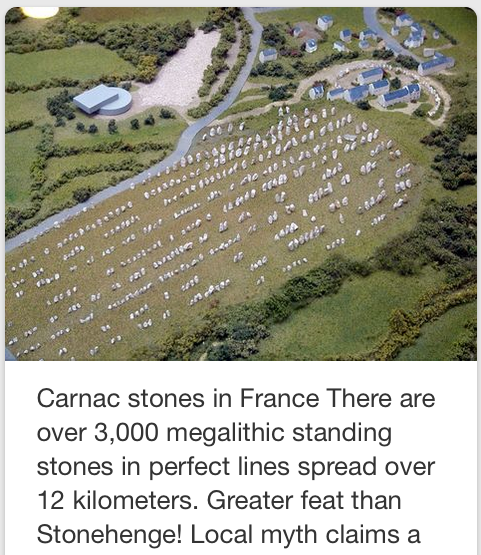 Carnac stones in France There are
over 3,000 megalithic standing
stones in perfect lines spread over
12 kilometers. Greater feat than
Stonehenge! Local myth claims a